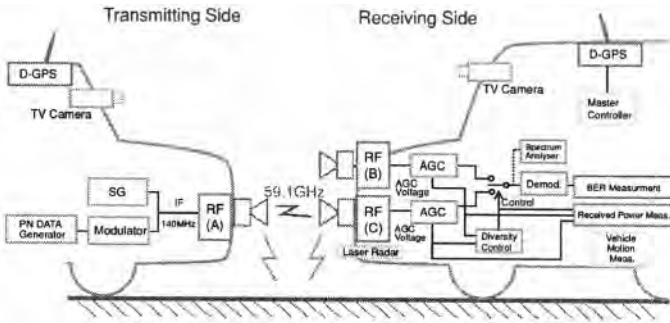 Transmitting Side
Receiving Side
D-GPS
TV Camera
SG
PN DATA
Generator
Modulator
IF
140MHz
RF
(A)
59.1GHz
RF
(B)
AGC
AGC
Voltage
RF
(C)
AGC
AGC
Voltage
Laser Radar
TV Camera
D-GPS
Master
Controller
Spectrum
Analyser
Demod.
BER Measurment
Control
Received Power Meas.
Diversity
Control
Vehicle
Motion
Meas.